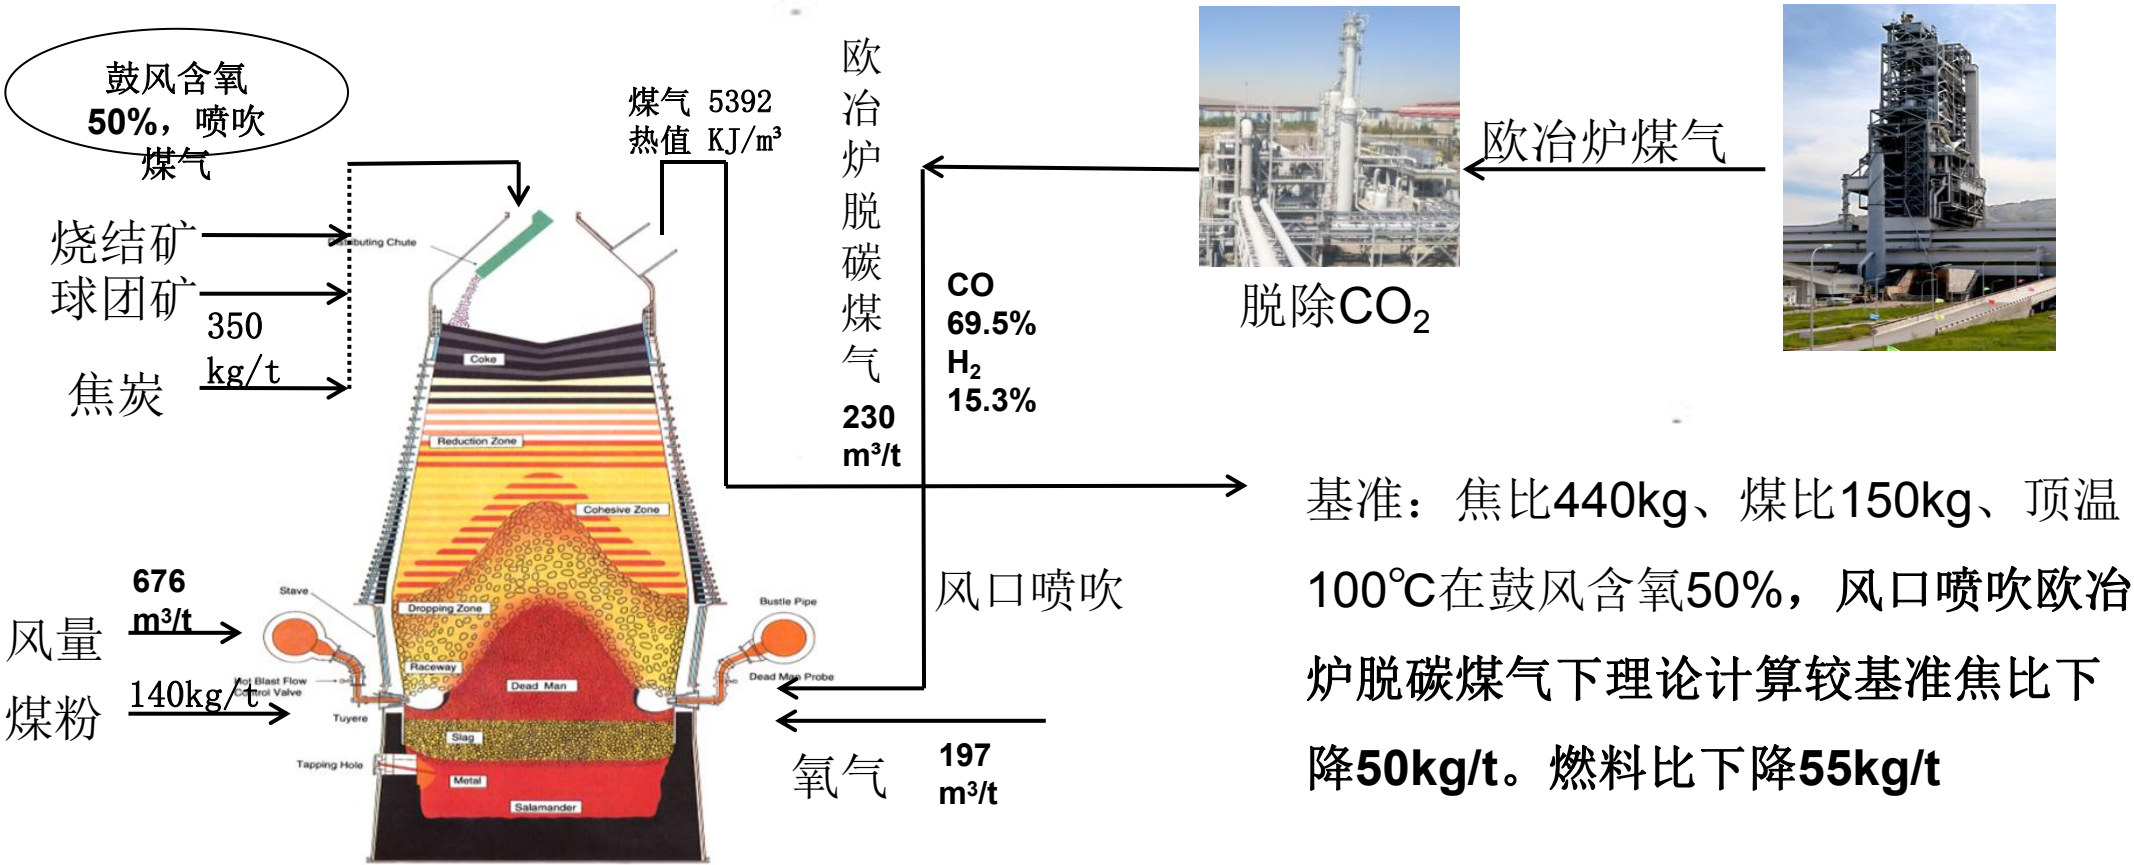 鼓风含氧
50%，喷吹
煤气
烧结矿
球团矿
350
kg/t
焦炭
676
m³/t
风量
140kg/t
煤粉
煤气 5392
热值 KJ/m³
Distributing Chute
Coke
Reduction Zone
Cohesive Zone
Stave
Dropping Zone
Bustle Pipe
Raceway
Dead Man
Dead Man Probe
Hot Blast Flow
Control Valve
Tuyere
Slag
Tapping Hole
Metal
Salamander
欧冶炉脱碳煤气
230
m³/t
CO
69.5%
H₂
15.3%
脱除CO₂
欧冶炉煤气
风口喷吹
氧气
197
m³/t
基准：焦比440kg、煤比150kg、顶温
100℃在鼓风含氧50%，风口喷吹欧冶
炉脱碳煤气下理论计算较基准焦比下
降50kg/t。燃料比下降55kg/t